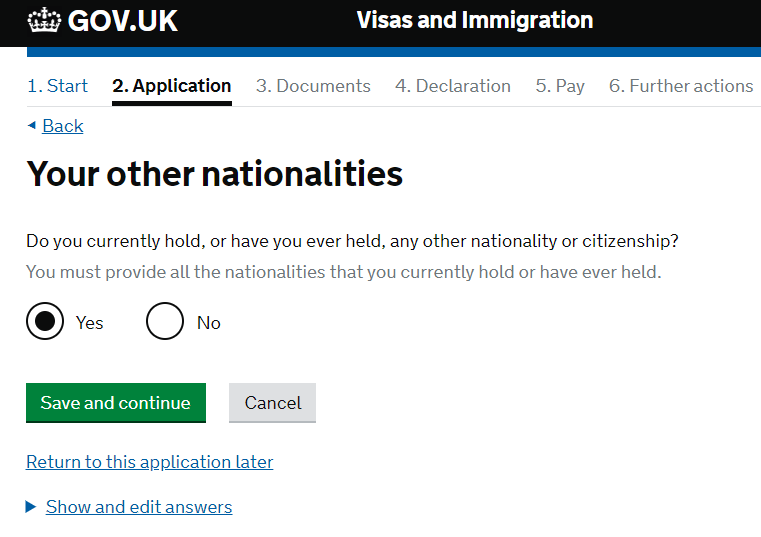 GOV.UK Visas and Immigration
1. Start 2. Application 3. Documents 4. Declaration 5. Pay 6. Further actions
Back
Your other nationalities
Do you currently hold, or have you ever held, any other nationality or citizenship?
You must provide all the nationalities that you currently hold or have ever held.
Yes No
Save and continue Cancel
Return to this application later
Show and edit answers